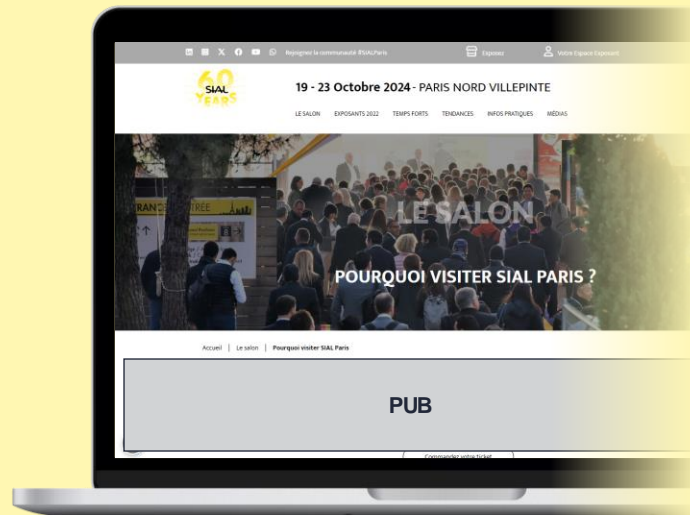 Rejoignez la communauté #SIALParis
Exposez
Votre Espace Exposant
60
SIAL
YEARS
19 - 23 Octobre 2024 - PARIS NORD VILLEPINTE
LE SALON EXPOSANTS 2022 TEMPS FORTS TENDANCES INFOS PRATIQUES MÉDIAS
ENTRÉE
LE SALON
POURQUOI VISITER SIAL PARIS ?
Accueil | Le salon | Pourquoi visiter SIAL Paris
PUB
Commandez votre ticket